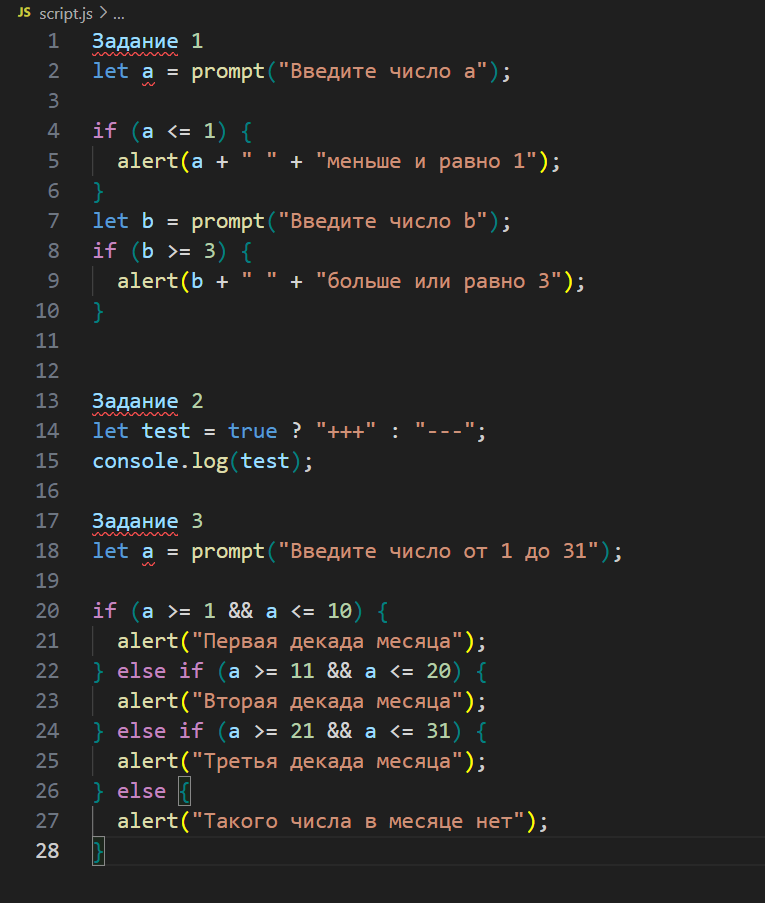 JS script.js > ...
1 Задание 1
2 let a = prompt("Введите число a");
3
4 if (a <= 1) {
5   alert(a + " " + "меньше и равно 1");
6 }
7 let b = prompt("Введите число b");
8 if (b >= 3) {
9   alert(b + " " + "больше или равно 3");
10 }
11
12
13 Задание 2
14 let test = true ? "+++" : "---";
15 console.log(test);
16
17 Задание 3
18 let a = prompt("Введите число от 1 до 31");
19
20 if (a >= 1 && a <= 10) {
21   alert("Первая декада месяца");
22 } else if (a >= 11 && a <= 20) {
23   alert("Вторая декада месяца");
24 } else if (a >= 21 && a <= 31) {
25   alert("Третья декада месяца");
26 } else {
27   alert("Такого числа в месяце нет");
28 }